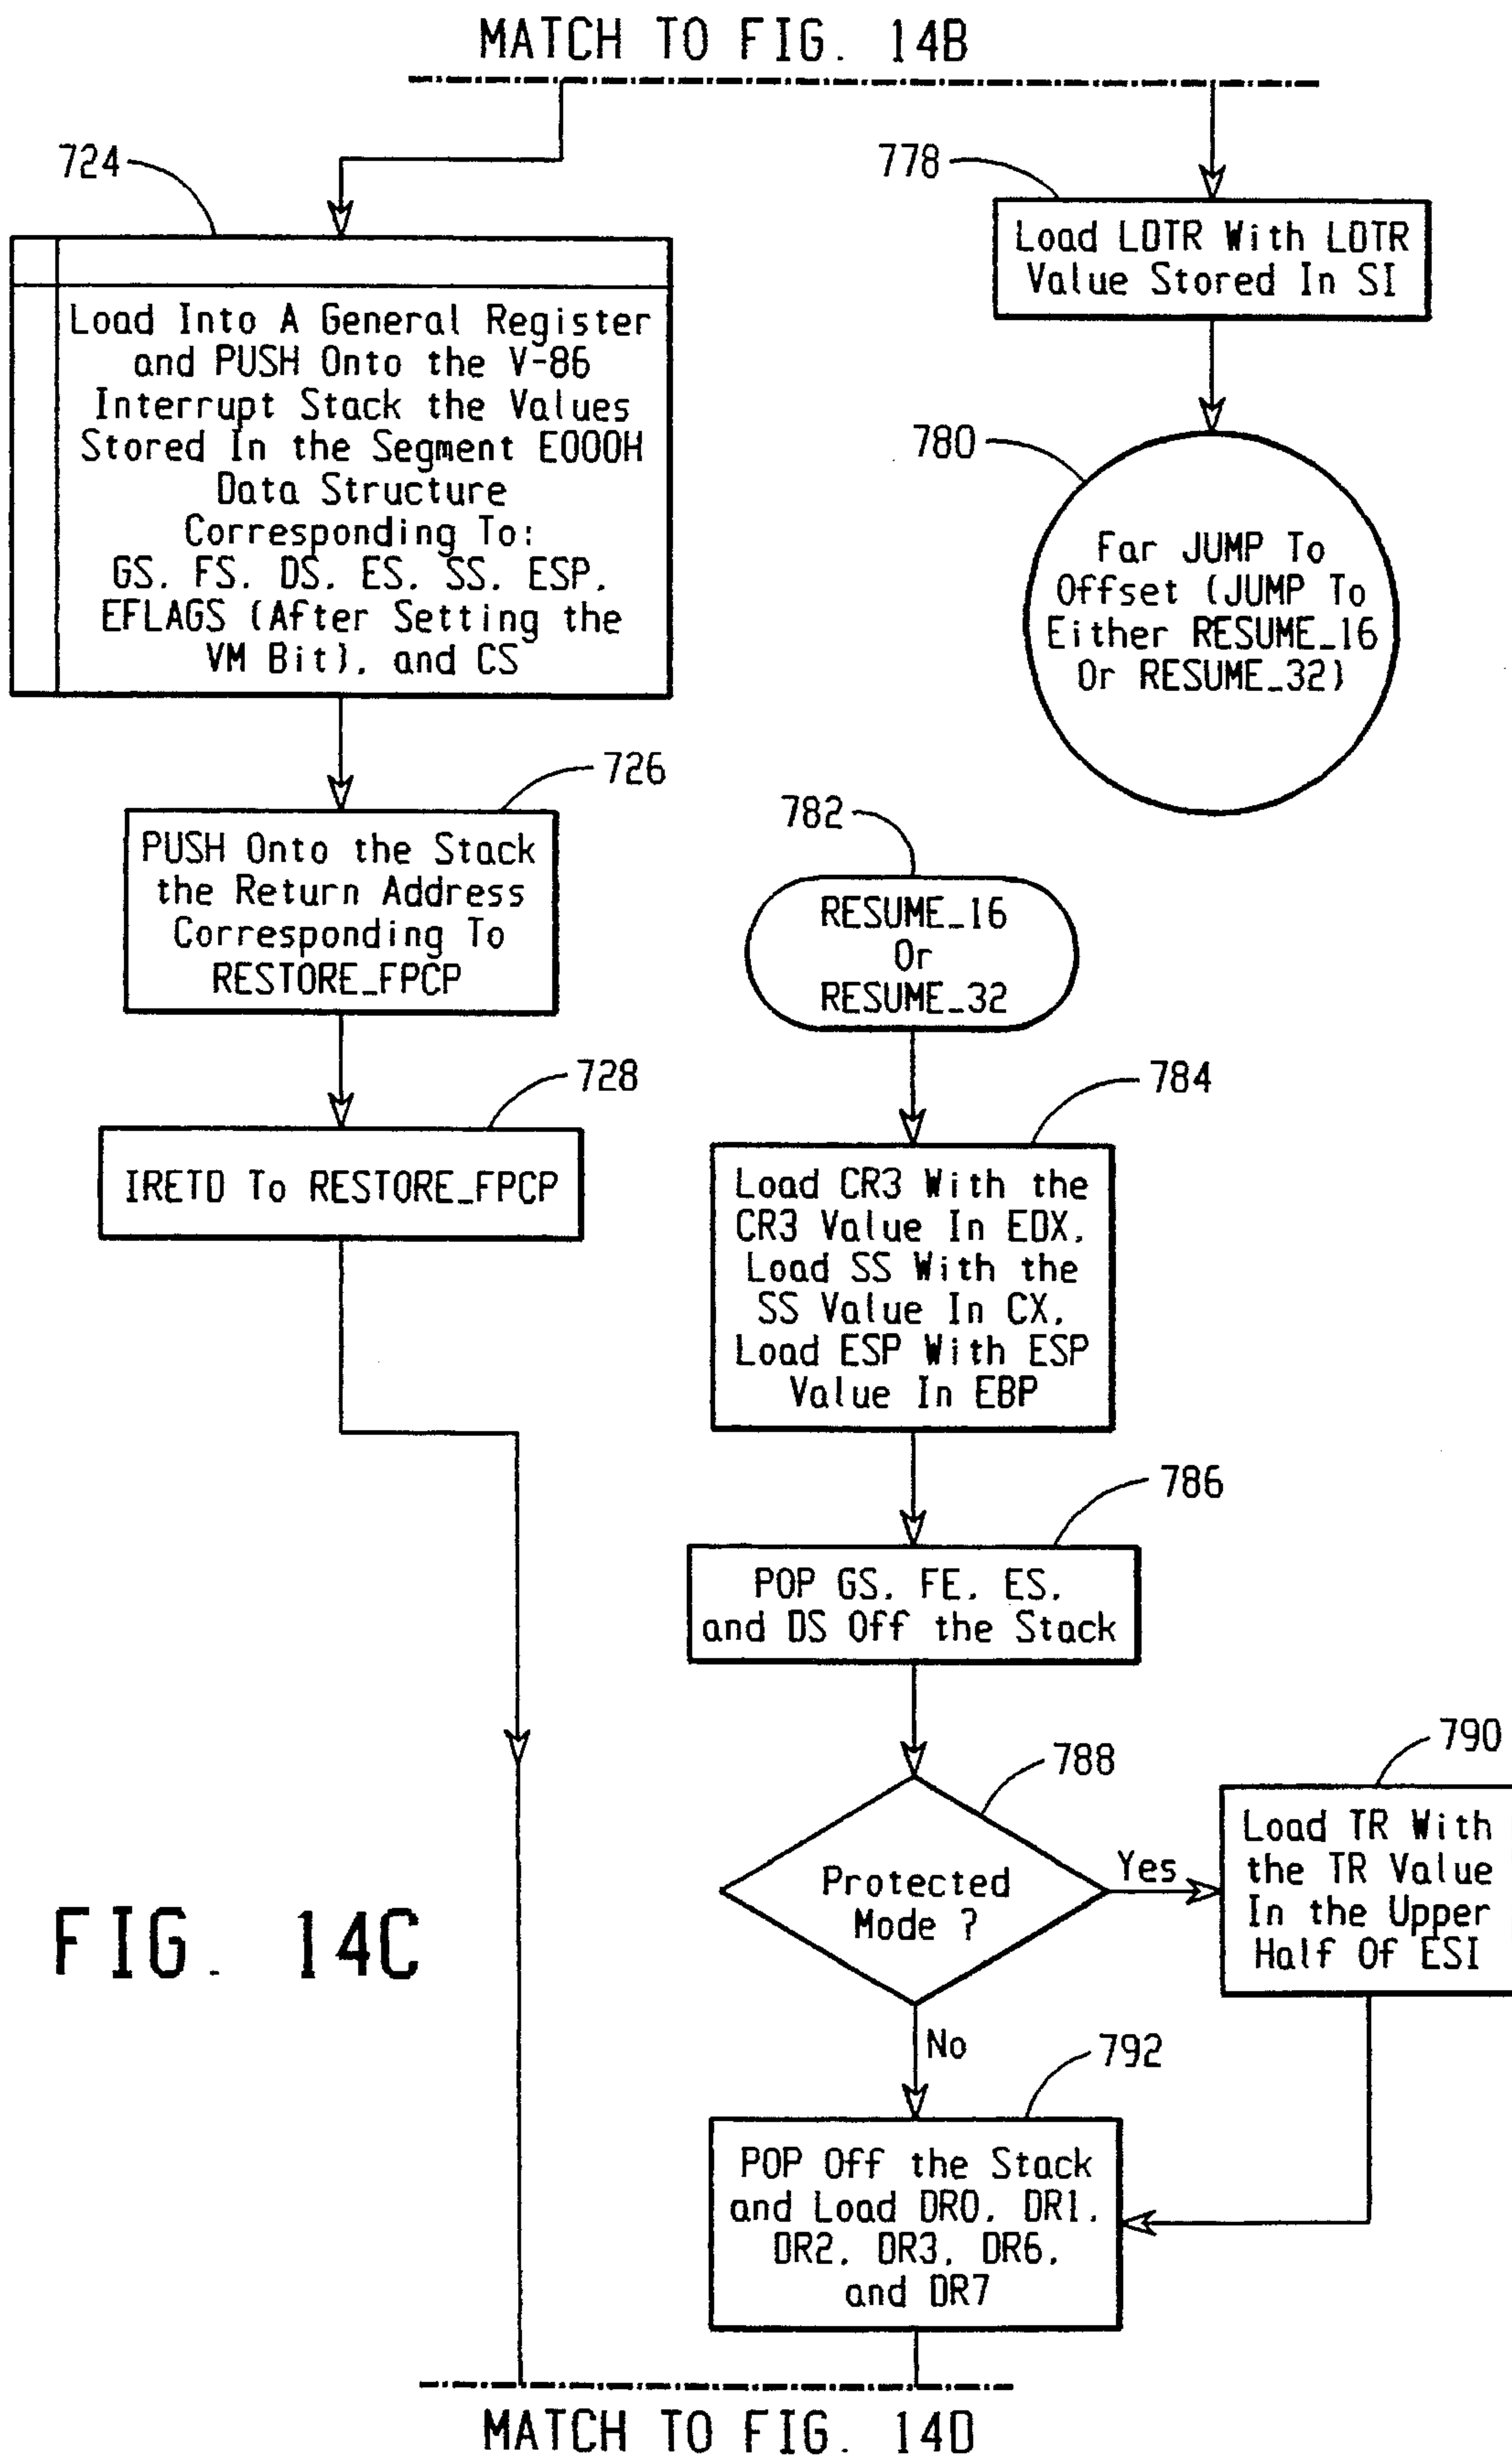 MATCH TO FIG. 14B
724
Load Into A General Register
and PUSH Onto the V-86
Interrupt Stack the Values
Stored In the Segment E000H
Data Structure
Corresponding To:
GS, FS, DS, ES, SS, ESP,
EFLAGS (After Setting the
VM Bit), and CS
726
PUSH Onto the Stack
the Return Address
Corresponding To
RESTORE_FPCP
728
IRETD To RESTORE_FPCP
778
Load LDTR With LDTR
Value Stored In SI
780
Far JUMP To
Offset (JUMP To
Either RESUME_16
Or RESUME_32)
782
RESUME_16
Or
RESUME_32
784
Load CR3 With the
CR3 Value In EDX,
Load SS With the
SS Value In CX,
Load ESP With ESP
Value In EBP
786
POP GS, FE, ES,
and DS Off the Stack
788
Protected
Mode ?
Yes
No
790
Load TR With
the TR Value
In the Upper
Half Of ESI
792
POP Off the Stack
and Load DR0, DR1,
DR2, DR3, DR6,
and DR7
FIG. 14C
MATCH TO FIG. 14D